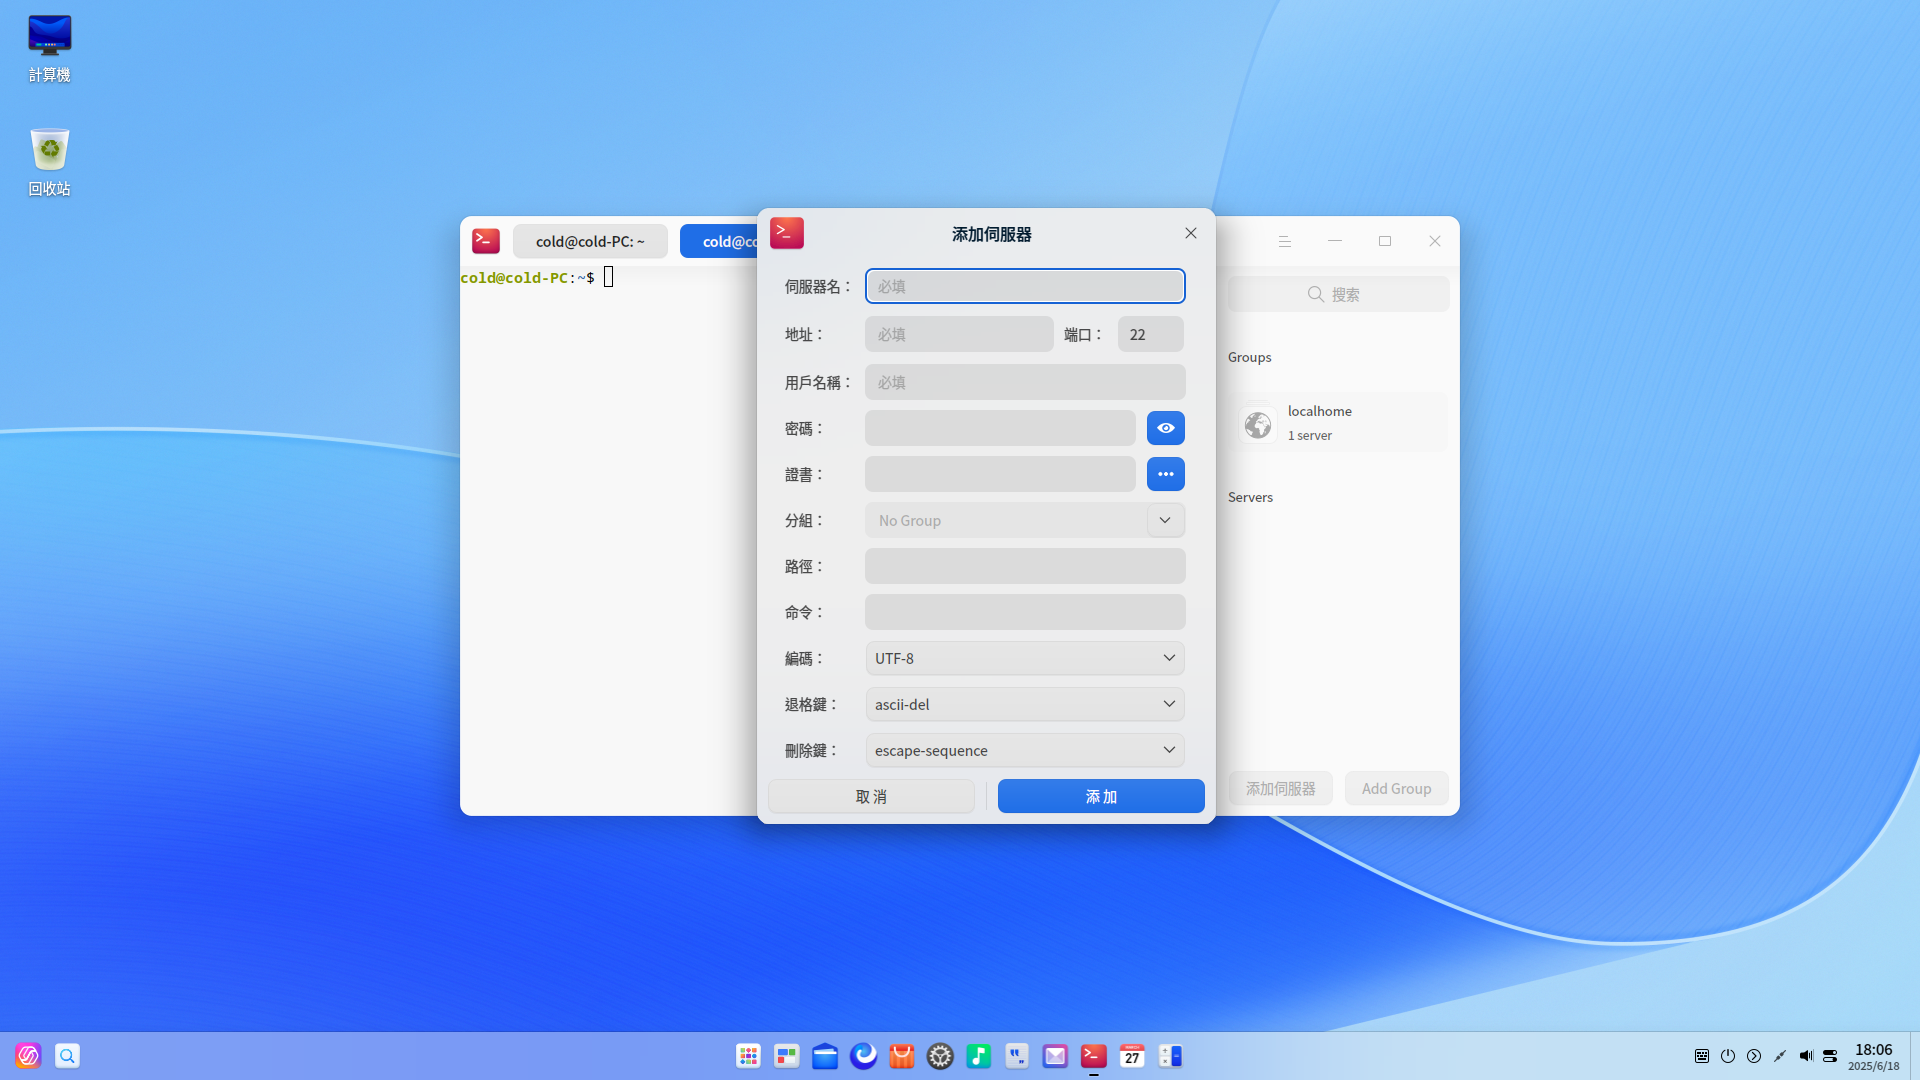 計算機
回收站
cold@cold-PC: ~
cold@co
cold@cold-PC:~$
添加伺服器
伺服器名：
必填
地址：
必填
端口：
22
用戶名稱：
必填
密碼：
證書：
分組：
No Group
路徑：
命令：
編碼：
UTF-8
退格鍵：
ascii-del
刪除鍵：
escape-sequence
取消
添加
搜索
Groups
localhome
1 server
Servers
添加伺服器
Add Group
MARCH
27
18:06
2025/6/18